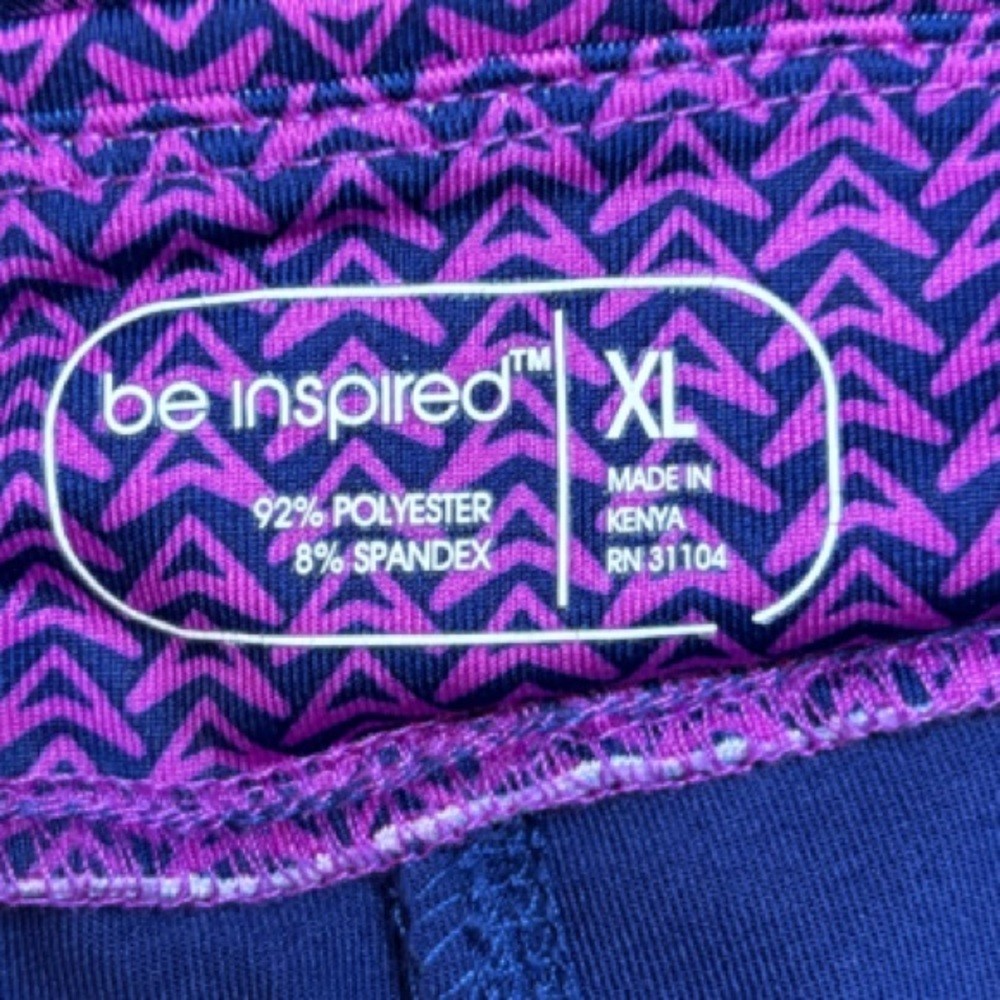 be inspired™
92% POLYESTER
8% SPANDEX
XL
MADE IN
KENYA
RN 31104